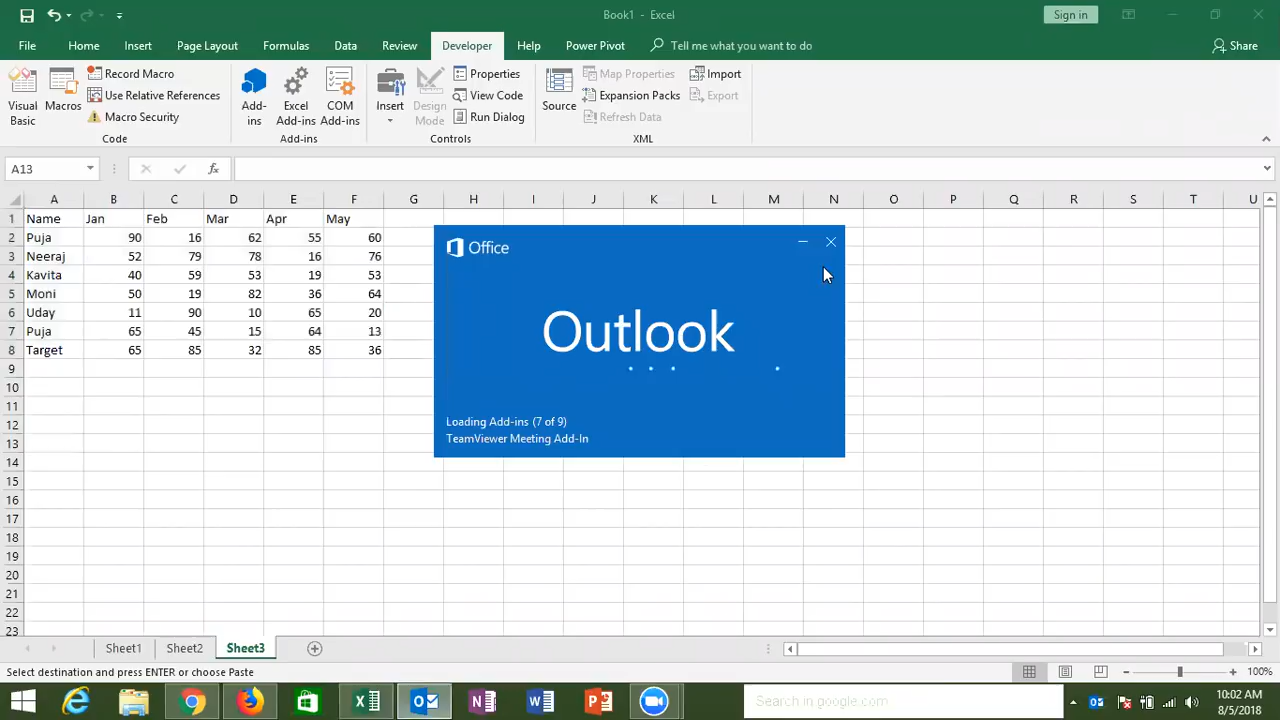 Book1 - Excel
Sign in
File Home Insert Page Layout Formulas Data Review Developer Help Power Pivot Tell me what you want to do Share
Visual Basic
Macros
Record Macro
Use Relative References
Macro Security
Code
Add-ins
Excel Add-ins
COM Add-ins
Add-ins
Insert
Design Mode
Properties
View Code
Run Dialog
Controls
Source
Map Properties
Expansion Packs
Refresh Data
Import
Export
XML
A13
fx
A B C D E F G H I J K L M N O P Q R S T U
1 Name Jan Feb Mar Apr May
2 Puja 90 16 62 55 60
3 Neeraj 52 79 78 16 76
4 Kavita 40 59 53 19 53
5 Moni 50 19 82 36 64
6 Uday 11 90 10 65 20
7 Puja 65 45 15 64 13
8 Target 65 85 32 85 36
9
10
11
12
13
14
15
16
17
18
19
20
21
22
23
Office
Outlook
Loading Add-ins (7 of 9)
TeamViewer Meeting Add-In
Sheet1 Sheet2 Sheet3
Select destination and press ENTER or choose Paste
100%
Search in google.com
10:02 AM
8/5/2018